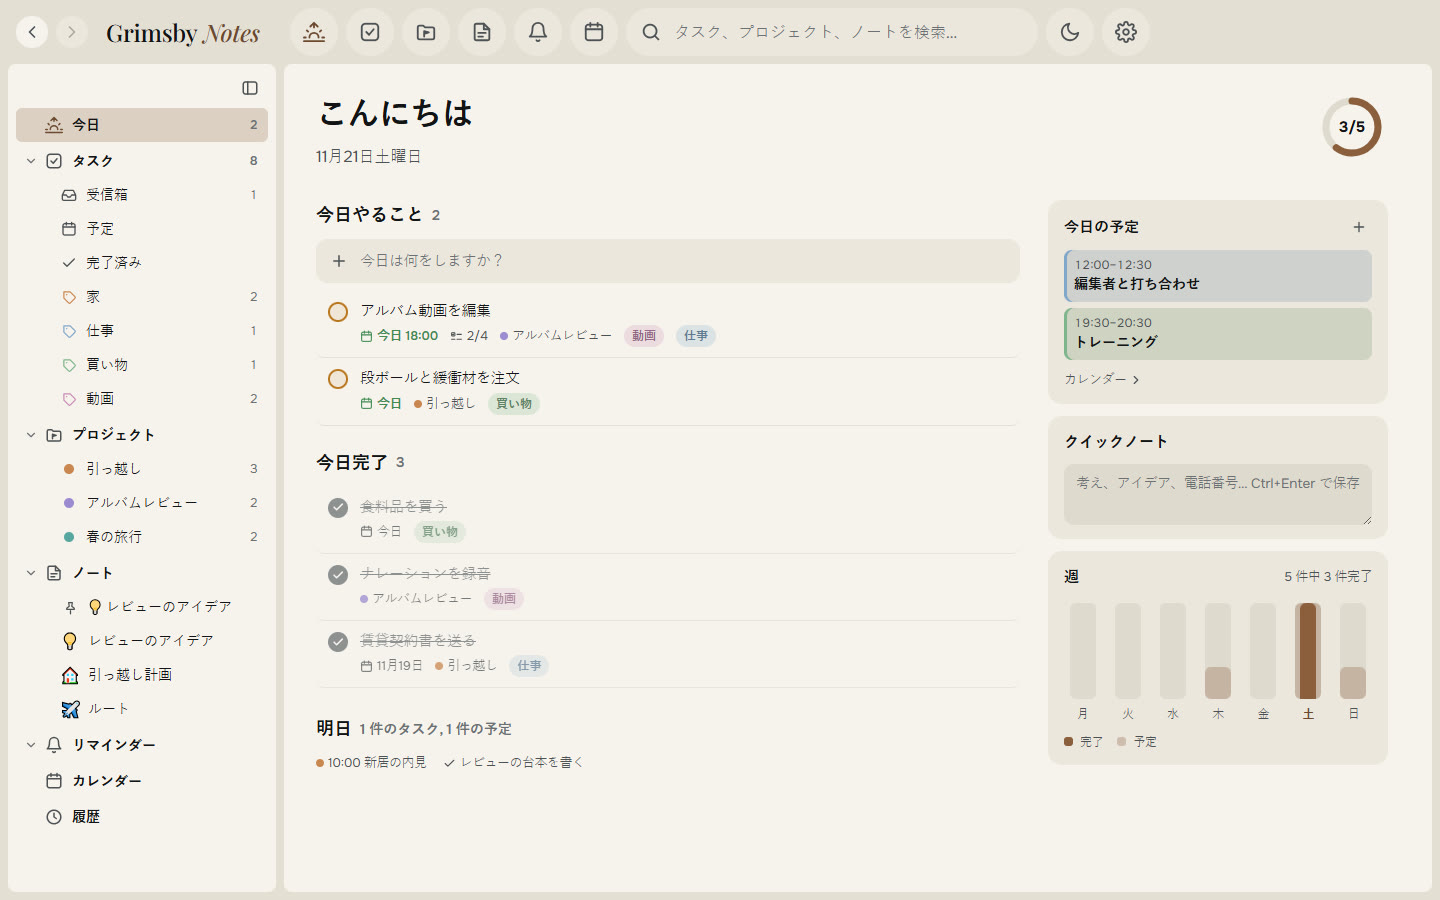 Grimsby Notes
タスク、プロジェクト、ノートを検索...
今日 2
タスク 8
受信箱 1
予定
完了済み
家 2
仕事 1
買い物 1
動画 2
プロジェクト
引っ越し 3
アルバムレビュー 2
春の旅行 2
ノート
レビューのアイデア
レビューのアイデア
引っ越し計画
ルート
リマインダー
カレンダー
履歴
こんにちは
11月21日土曜日
3/5
今日やること 2
今日は何をしますか？
アルバム動画を編集
今日 18:00 2/4 アルバムレビュー 動画 仕事
段ボールと緩衝材を注文
今日 引っ越し 買い物
今日完了 3
食料品を買う
今日 買い物
ナレーションを録音
アルバムレビュー 動画
賃貸契約書を送る
11月19日 引っ越し 仕事
明日 1 件のタスク, 1 件の予定
10:00 新居の内見 レビューの台本を書く
今日の予定
12:00–12:30
編集者と打ち合わせ
19:30–20:30
トレーニング
カレンダー
クイックノート
考え、アイデア、電話番号... Ctrl+Enter で保存
週 5 件中 3 件完了
月 火 水 木 金 土 日
完了 予定